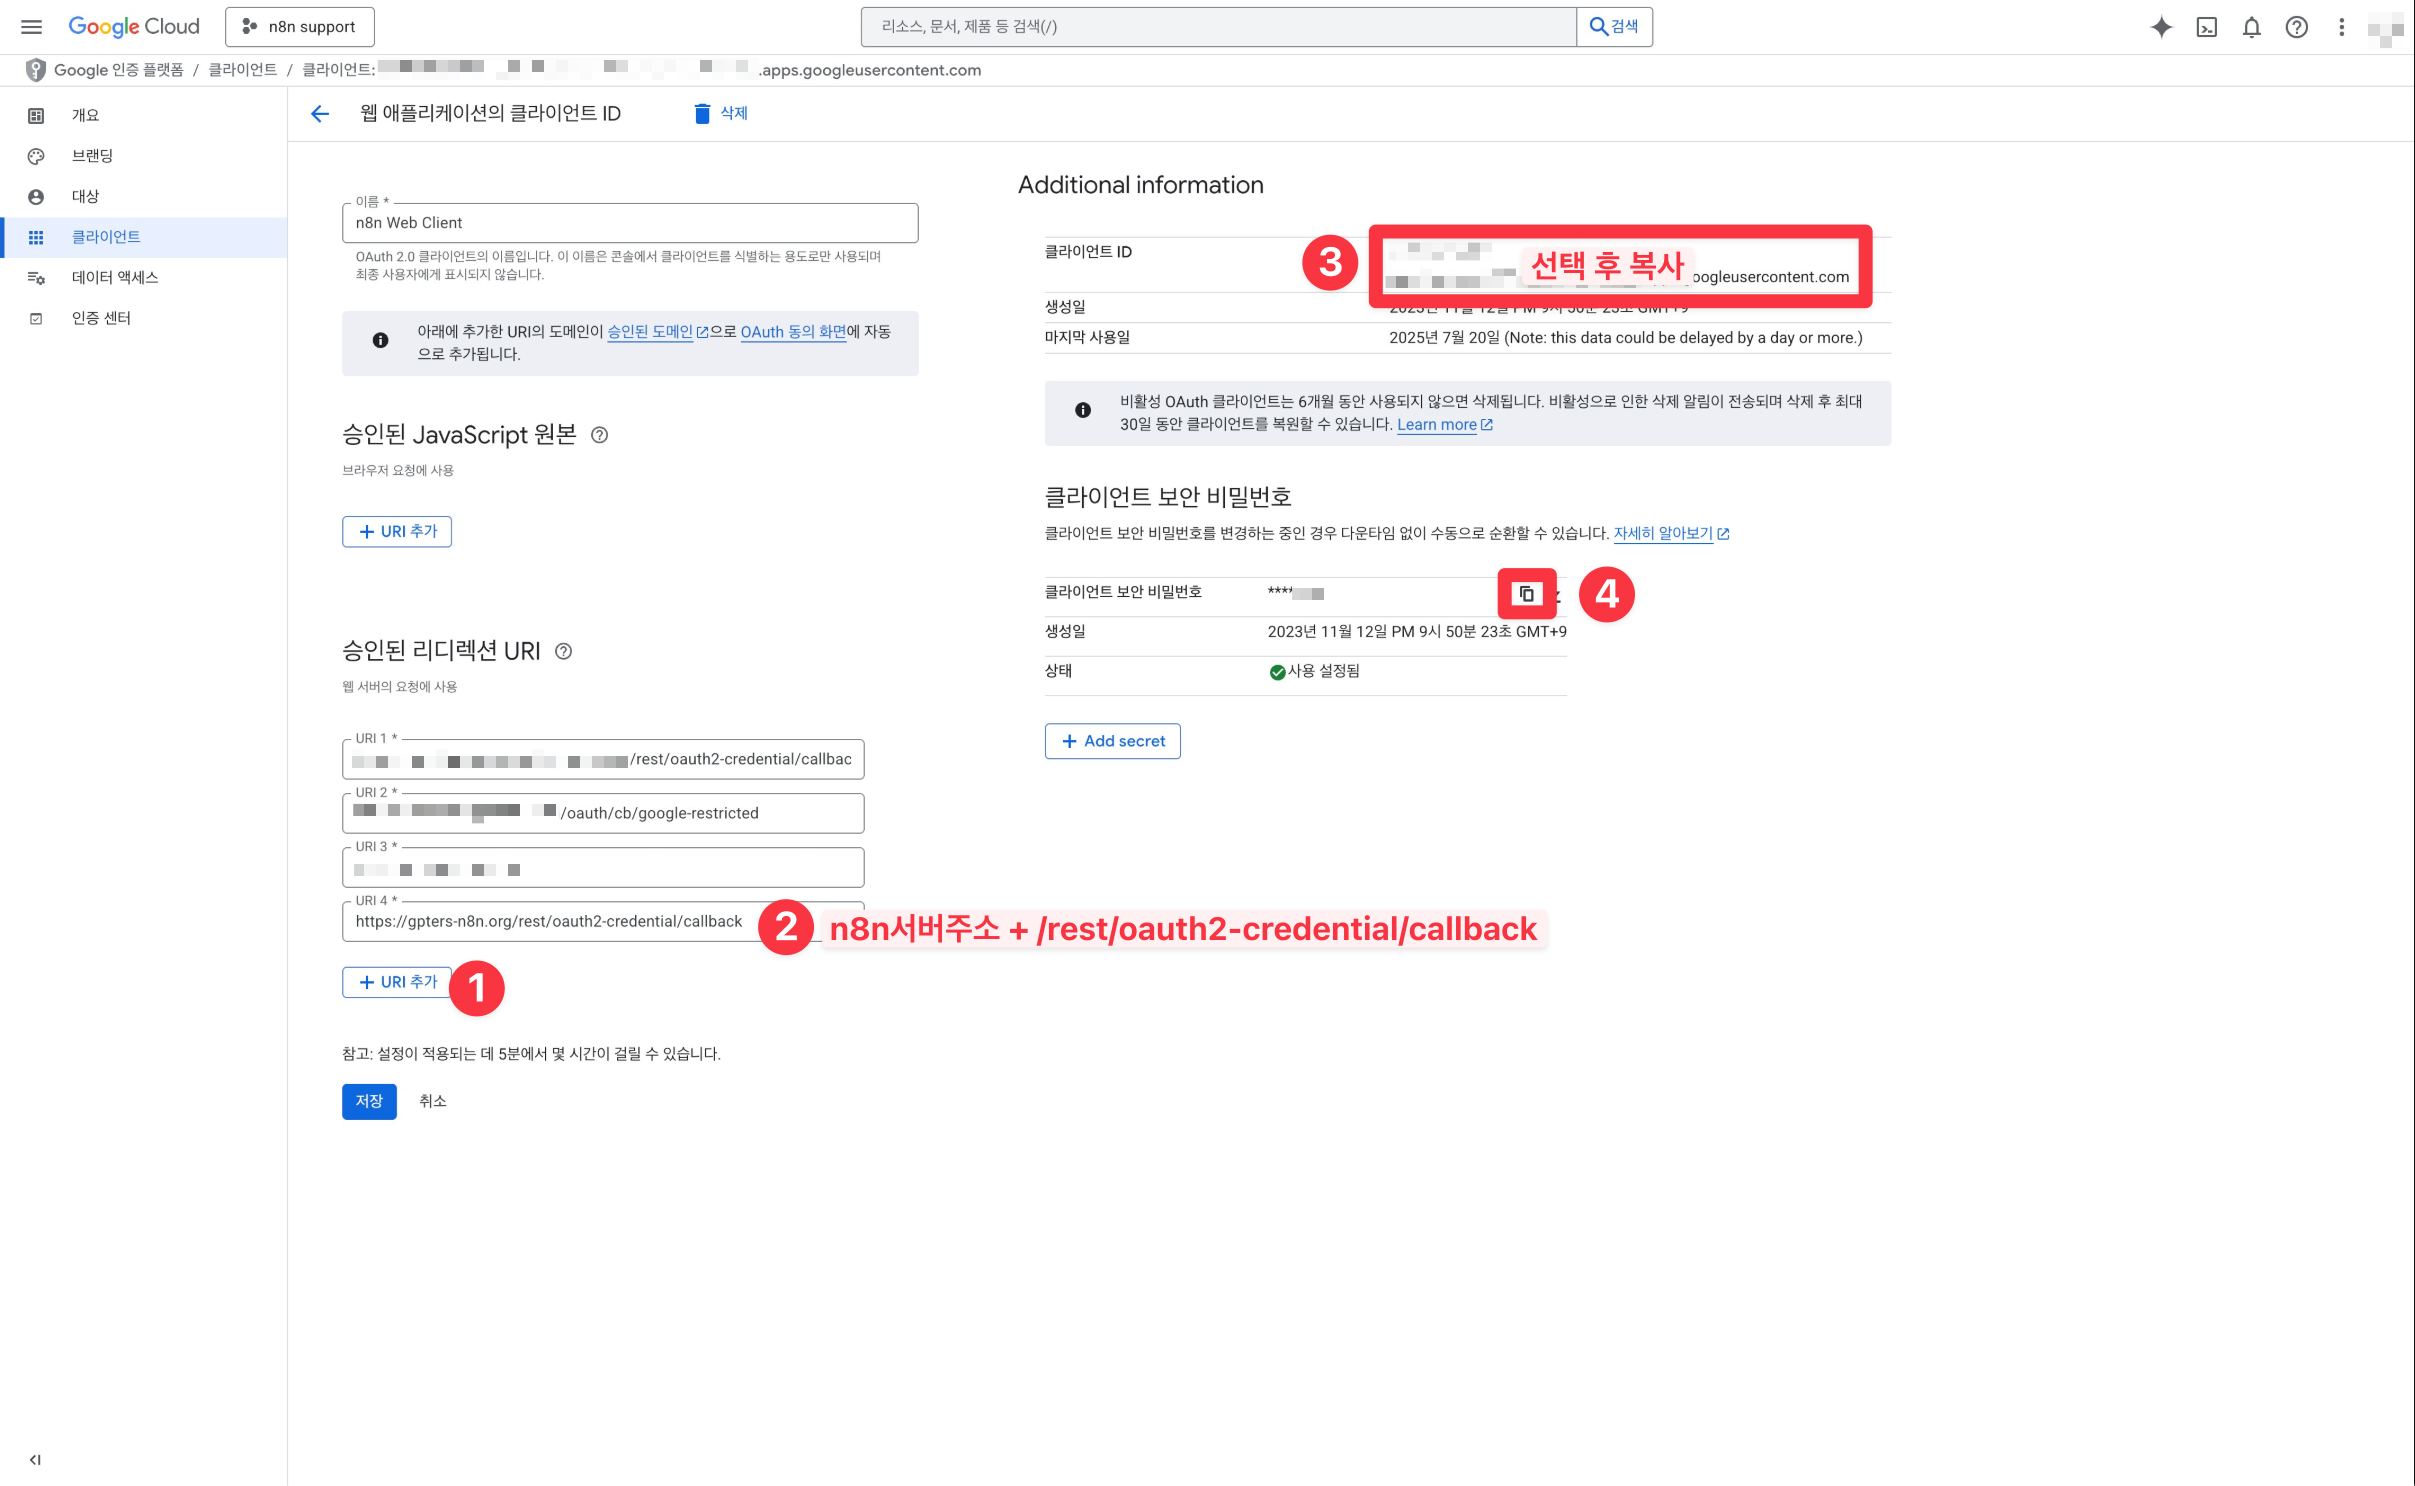 Google Cloud
n8n support
리소스, 문서, 제품 등 검색(/)
검색
Google 인증 플랫폼 / 클라이언트 / 클라이언트: .apps.googleusercontent.com
개요
브랜딩
대상
클라이언트
데이터 액세스
인증 센터
웹 애플리케이션의 클라이언트 ID
삭제
이름 *
n8n Web Client
OAuth 2.0 클라이언트의 이름입니다. 이 이름은 콘솔에서 클라이언트를 식별하는 용도로만 사용되며
최종 사용자에게 표시되지 않습니다.
아래에 추가한 URI의 도메인이 승인된 도메인으로 OAuth 동의 화면에 자동
으로 추가됩니다.
승인된 JavaScript 원본
브라우저 요청에 사용
URI 추가
승인된 리디렉션 URI
웹 서버의 요청에 사용
URI 1 *
/rest/oauth2-credential/callbac
URI 2 *
/oauth/cb/google-restricted
URI 3 *
URI 4 *
https://gpters-n8n.org/rest/oauth2-credential/callback
2
n8n서버주소 + /rest/oauth2-credential/callback
+ URI 추가
1
참고: 설정이 적용되는 데 5분에서 몇 시간이 걸릴 수 있습니다.
저장
취소
Additional information
클라이언트 ID
3
선택 후 복사
oogleusercontent.com
생성일
마지막 사용일
2025년 7월 20일 (Note: this data could be delayed by a day or more.)
비활성 OAuth 클라이언트는 6개월 동안 사용되지 않으면 삭제됩니다. 비활성으로 인한 삭제 알림이 전송되며 삭제 후 최대
30일 동안 클라이언트를 복원할 수 있습니다. Learn more
클라이언트 보안 비밀번호
클라이언트 보안 비밀번호를 변경하는 중인 경우 다운타임 없이 수동으로 순환할 수 있습니다. 자세히 알아보기
클라이언트 보안 비밀번호
****
4
생성일
2023년 11월 12일 PM 9시 50분 23초 GMT+9
상태
사용 설정됨
+ Add secret